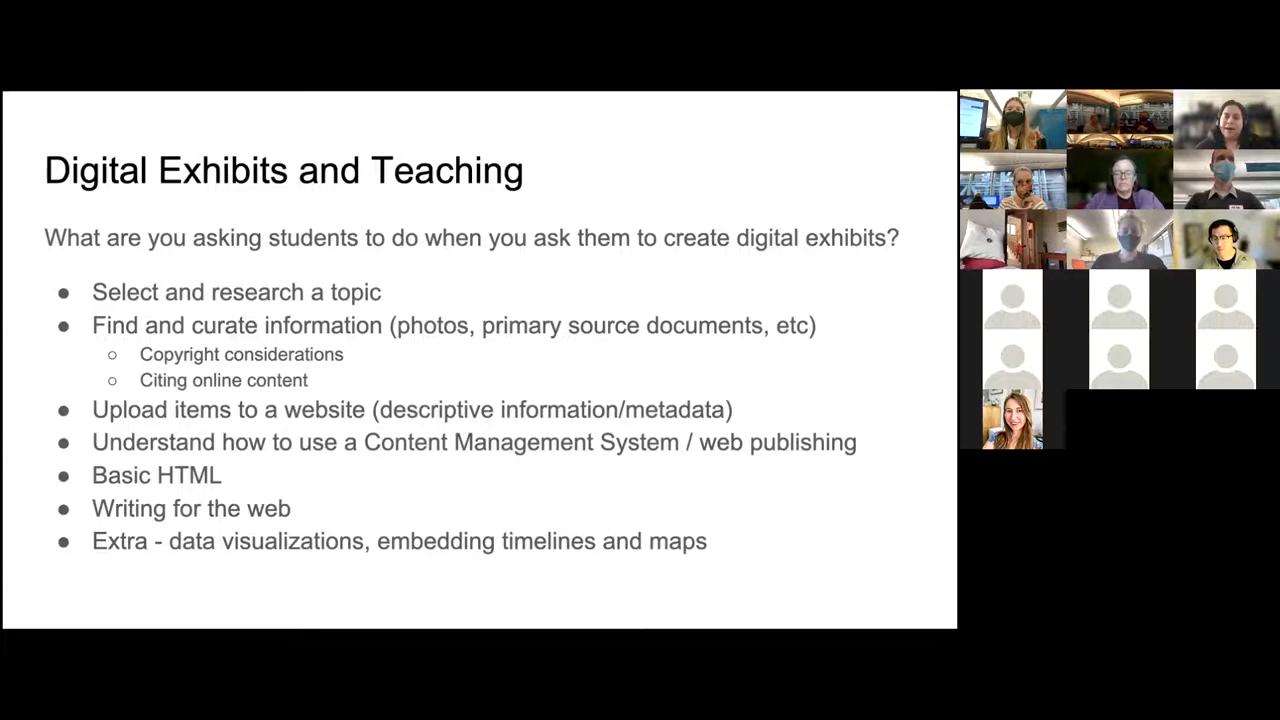 Digital Exhibits and Teaching
What are you asking students to do when you ask them to create digital exhibits?
● Select and research a topic
● Find and curate information (photos, primary source documents, etc)
○ Copyright considerations
○ Citing online content
● Upload items to a website (descriptive information/metadata)
● Understand how to use a Content Management System / web publishing
● Basic HTML
● Writing for the web
● Extra - data visualizations, embedding timelines and maps